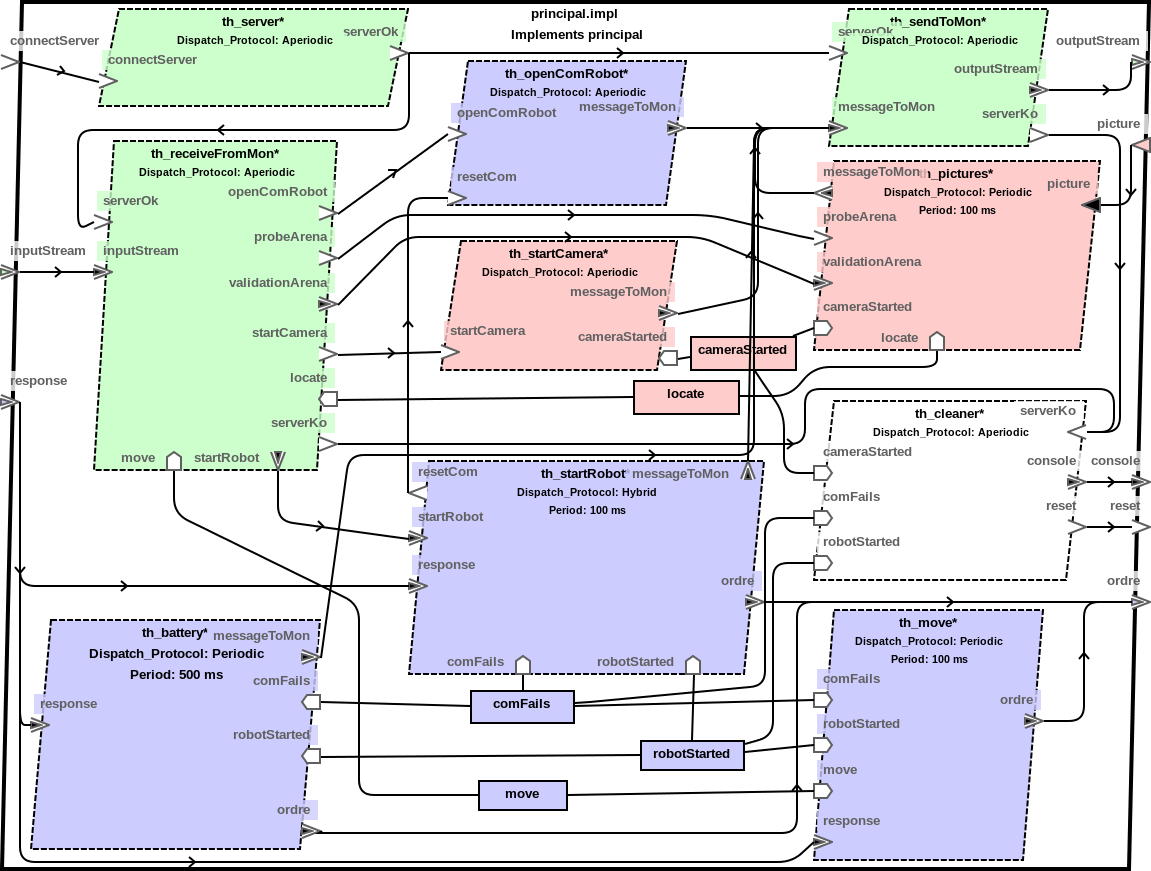 principal.impl
Implements principal
connectServer
th_server*
Dispatch_Protocol: Aperiodic
serverOk
connectServer
th_sendToMon*
serverOk
Dispatch_Protocol: Aperiodic
outputStream
messageToMon
serverKo
outputStream
picture
th_openComRobot*
Dispatch_Protocol: Aperiodic
openComRobot
messageToMon
resetCom
th_receiveFromMon*
Dispatch_Protocol: Aperiodic
openComRobot
serverOk
probeArena
inputStream
inputStream
validationArena
startCamera
response
locate
serverKo
move
startRobot
th_startCamera*
Dispatch_Protocol: Aperiodic
messageToMon
startCamera
cameraStarted
cameraStarted
locate
messageToMon
th_pictures*
picture
Dispatch_Protocol: Periodic
Period: 100 ms
probeArena
validationArena
cameraStarted
locate
th_cleaner*
serverKo
Dispatch_Protocol: Aperiodic
cameraStarted
console
console
comFails
reset
reset
robotStarted
resetCom
th_startRobot*
messageToMon
Dispatch_Protocol: Hybrid
Period: 100 ms
startRobot
response
ordre
comFails
robotStarted
ordre
th_battery*
messageToMon
Dispatch_Protocol: Periodic
Period: 500 ms
comFails
response
robotStarted
ordre
comFails
robotStarted
move
th_move*
Dispatch_Protocol: Periodic
Period: 100 ms
comFails
ordre
robotStarted
move
response